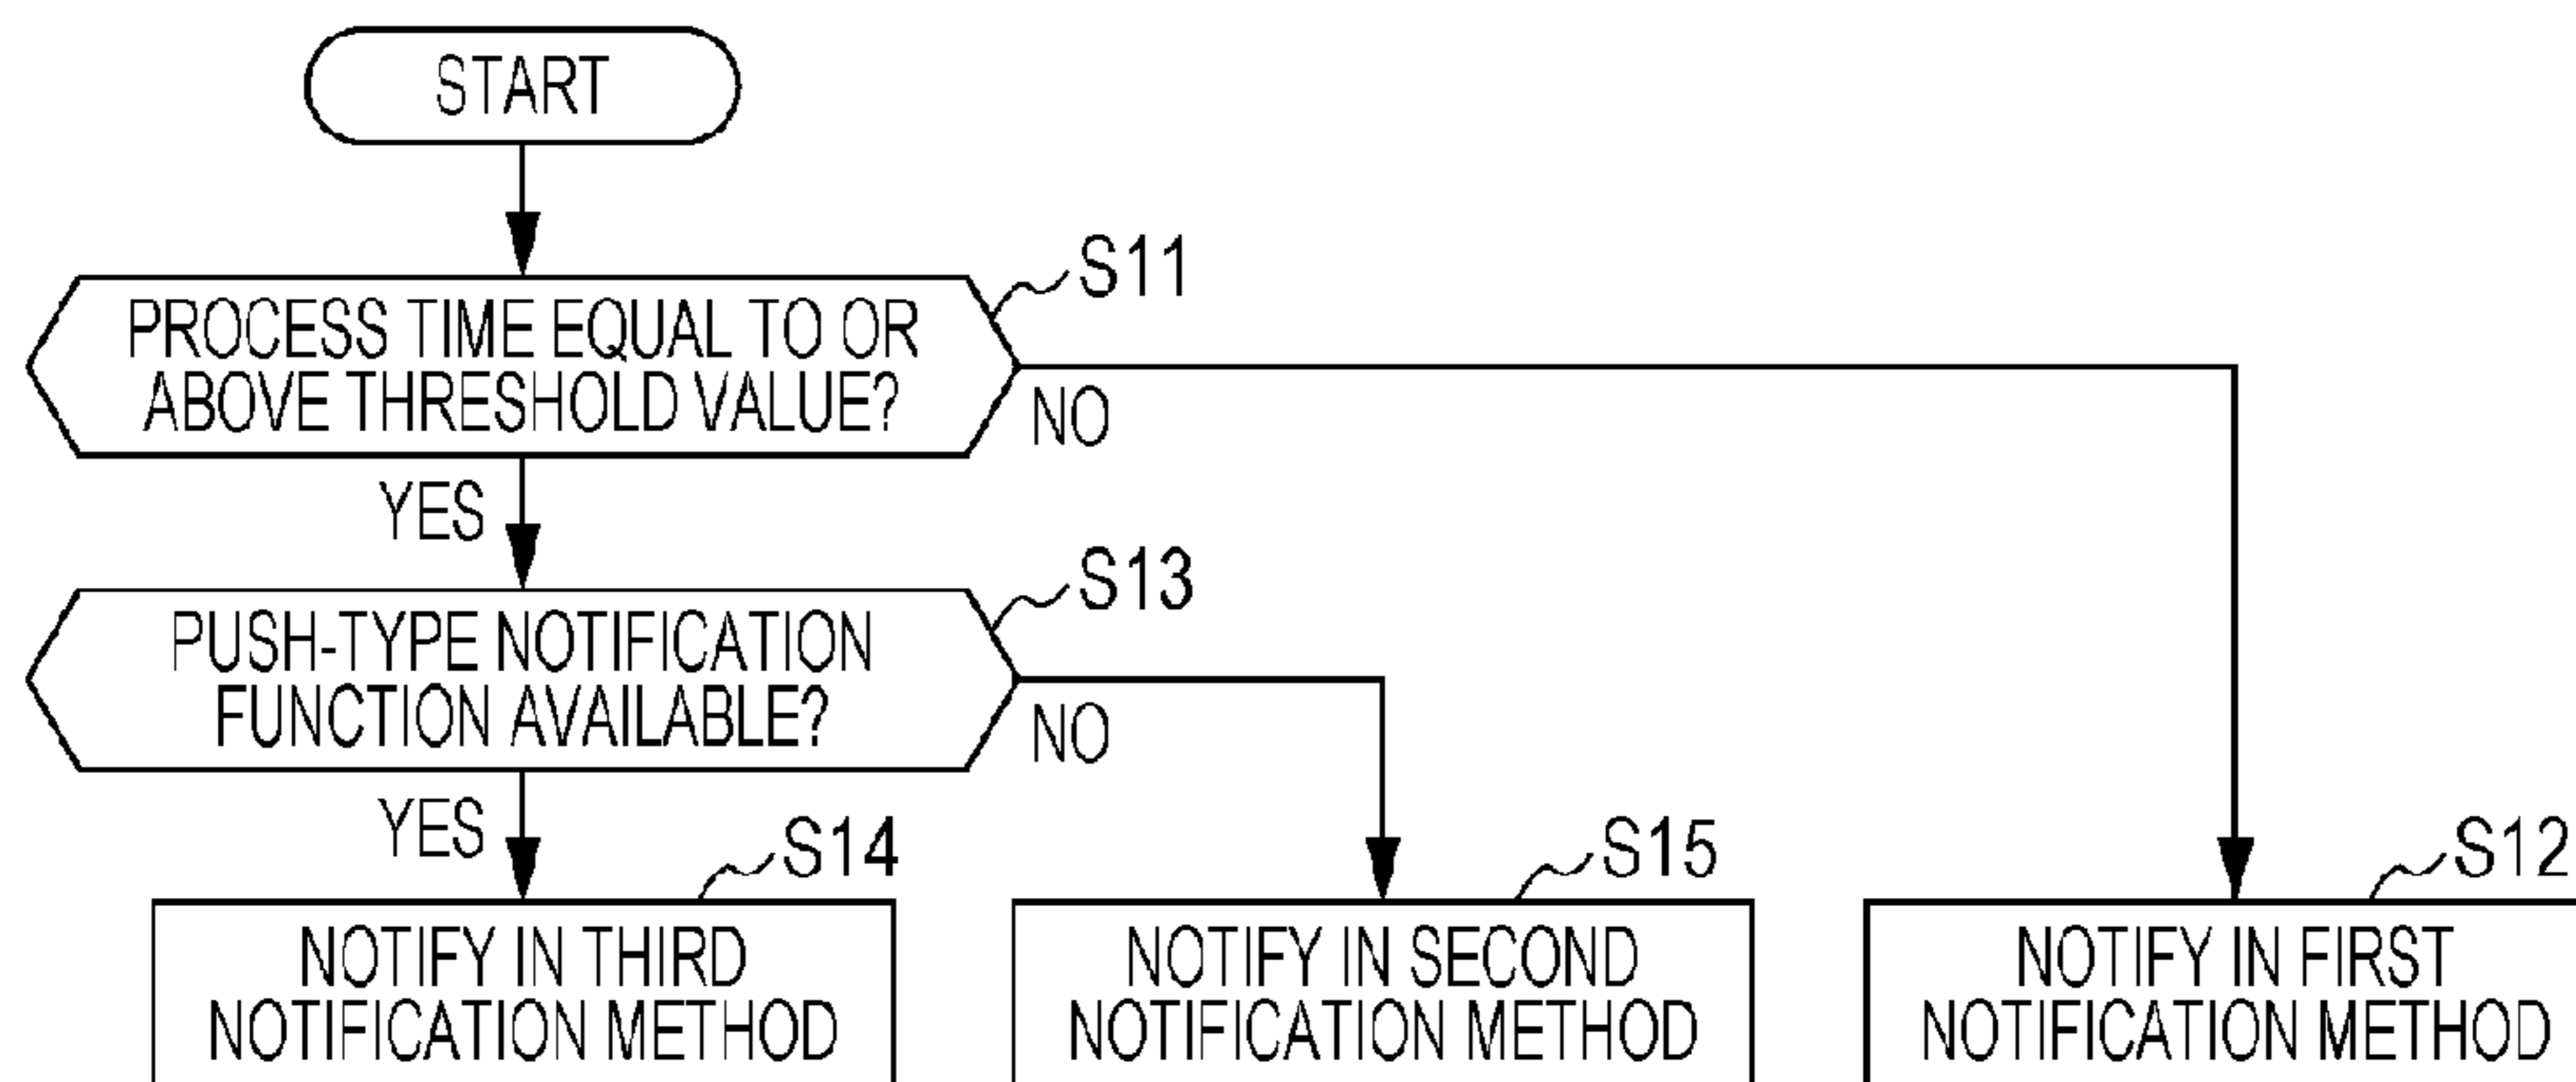 START
S11
PROCESS TIME EQUAL TO OR
ABOVE THRESHOLD VALUE?
NO
YES
S13
PUSH-TYPE NOTIFICATION
FUNCTION AVAILABLE?
NO
YES
S14
S15
S12
NOTIFY IN THIRD
NOTIFICATION METHOD
NOTIFY IN SECOND
NOTIFICATION METHOD
NOTIFY IN FIRST
NOTIFICATION METHOD